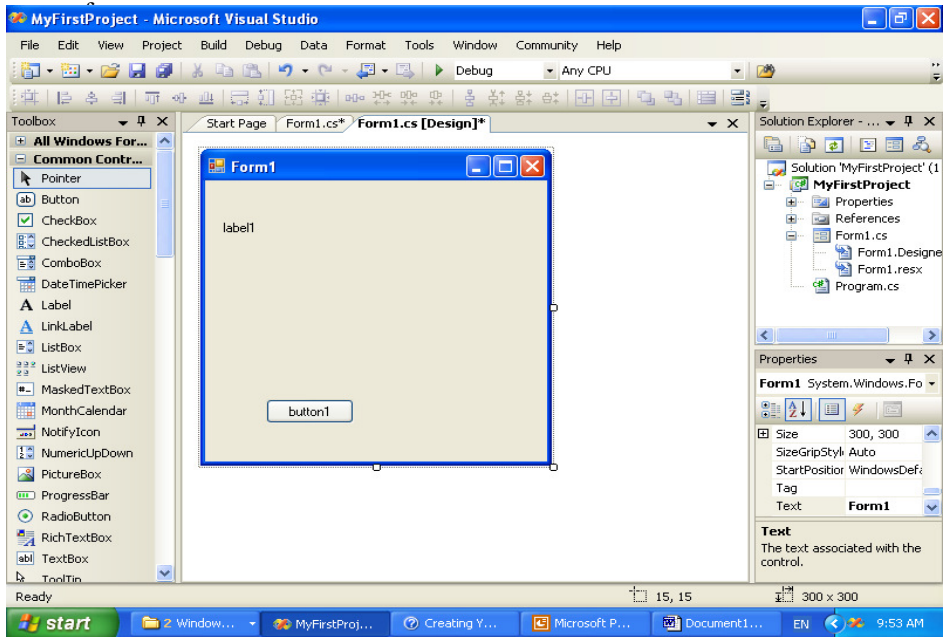 MyFirstProject - Microsoft Visual Studio
File Edit View Project Build Debug Data Format Tools Window Community Help
Debug Any CPU
Toolbox
Start Page Form1.cs* Form1.cs [Design]*
Solution Explorer - ...
All Windows For...
Common Contr...
Pointer
Button
CheckBox
CheckedListBox
ComboBox
DateTimePicker
Label
LinkLabel
ListBox
ListView
MaskedTextBox
MonthCalendar
NotifyIcon
NumericUpDown
PictureBox
ProgressBar
RadioButton
RichTextBox
TextBox
ToolTip
Form1
label1
button1
Solution 'MyFirstProject' (1
MyFirstProject
Properties
References
Form1.cs
Form1.Designe
Form1.resx
Program.cs
Properties
Form1 System.Windows.Fo
Size 300, 300
SizeGripStyl Auto
StartPosition WindowsDefa
Tag
Text Form1
Text
The text associated with the
control.
Ready 15, 15 300 x 300
start 2 Window... MyFirstProj... Creating Y... Microsoft P... Document1... EN 9:53 AM